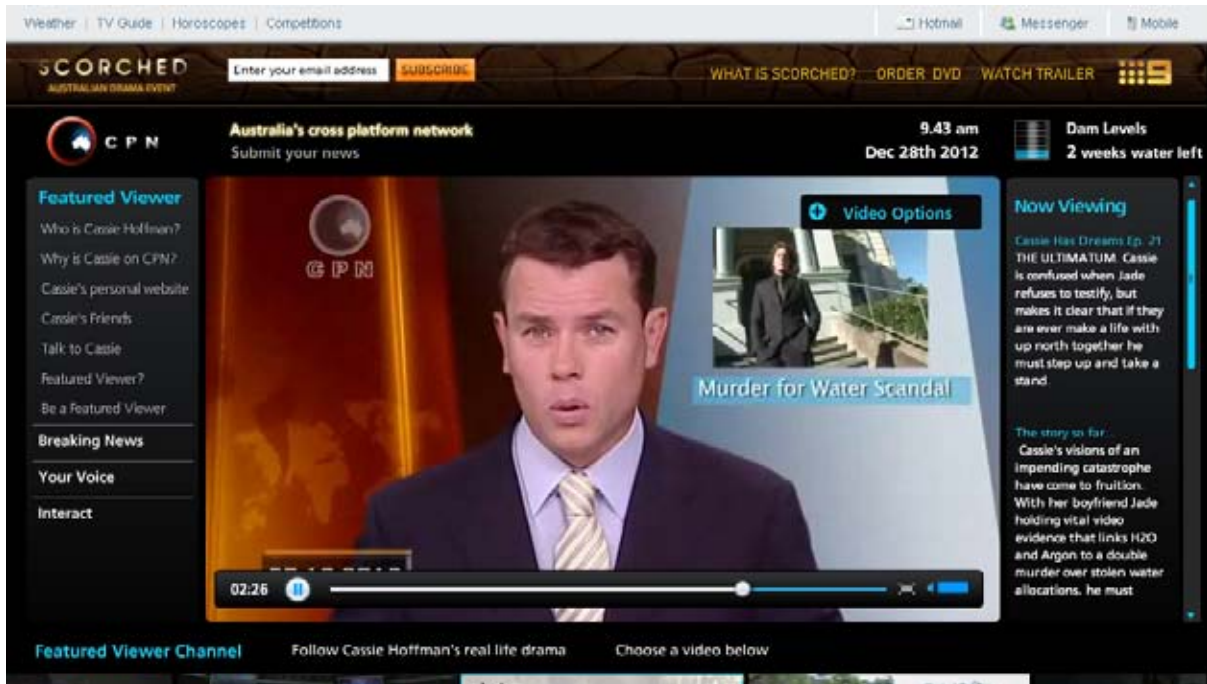 Weather | TV Guide | Horoscopes | Competitions
Hotmail
Messenger
Mobile
SCORCHED
AUSTRALIAN DRAMA EVENT
Enter your email address
SUBSCRIBE
WHAT IS SCORCHED?
ORDER DVD
WATCH TRAILER
9
CPN
Australia's cross platform network
Submit your news
9.43 am
Dec 28th 2012
Dam Levels
2 weeks water left
Featured Viewer
Who is Cassie Hoffman?
Why is Cassie on CPN?
Cassie's personal website
Cassie's Friends
Talk to Cassie
Featured Viewer?
Be a Featured Viewer
Breaking News
Your Voice
Interact
CPN
Video Options
Murder for Water Scandal
02:26
Now Viewing
Cassie Has Dreams Ep. 21
THE ULTIMATUM. Cassie
is confused when Jade
refuses to testify, but
makes it clear that if they
are ever make a life with
up north together he
must step up and take a
stand.
The story so far...
Cassie's visions of an
impending catastrophe
have come to fruition.
With her boyfriend Jade
holding vital video
evidence that links H2O
and Argon to a double
murder over stolen water
allocations, he must
Featured Viewer Channel
Follow Cassie Hoffman's real life drama
Choose a video below